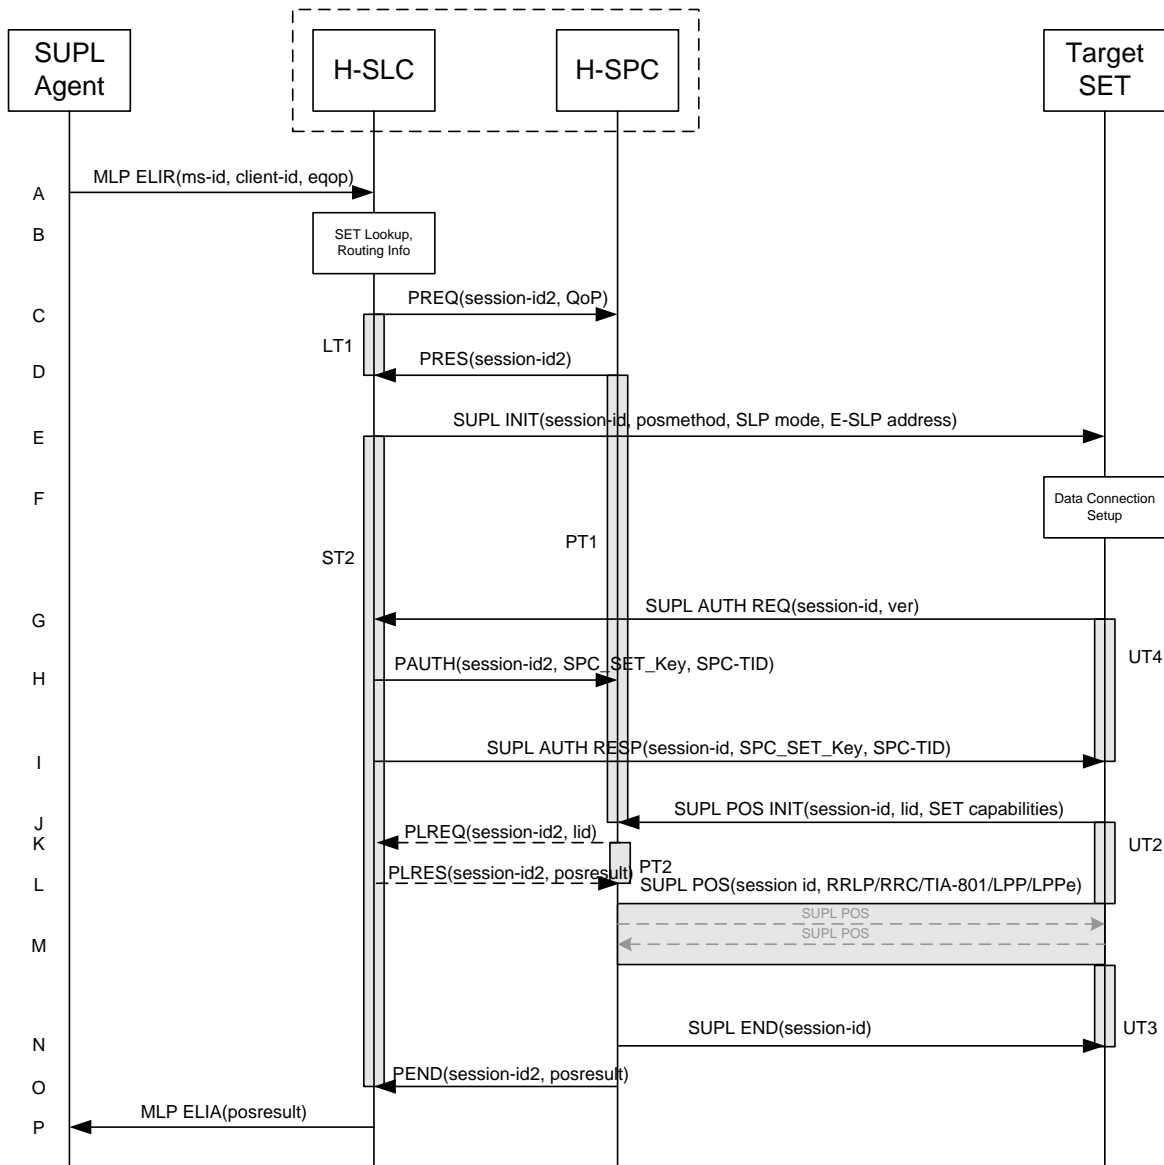 SUPL
Agent
H-SLC
H-SPC
Target
SET
A
MLP ELIR(ms-id, client-id, eqop)
B
SET Lookup,
Routing Info
C
PREQ(session-id2, QoP)
LT1
D
PRES(session-id2)
E
SUPL INIT(session-id, posmethod, SLP mode, E-SLP address)
F
Data Connection
Setup
ST2
PT1
G
SUPL AUTH REQ(session-id, ver)
UT4
H
PAUTH(session-id2, SPC_SET_Key, SPC-TID)
I
SUPL AUTH RESP(session-id, SPC_SET_Key, SPC-TID)
J
SUPL POS INIT(session-id, lid, SET capabilities)
K
PLREQ(session-id2, lid)
UT2
L
PLRES(session-id2, posresult)
PT2
SUPL POS(session id, RRLP/RRC/TIA-801/LPP/LPPe)
SUPL POS
SUPL POS
M
N
SUPL END(session-id)
UT3
O
PEND(session-id2, posresult)
P
MLP ELIA(posresult)